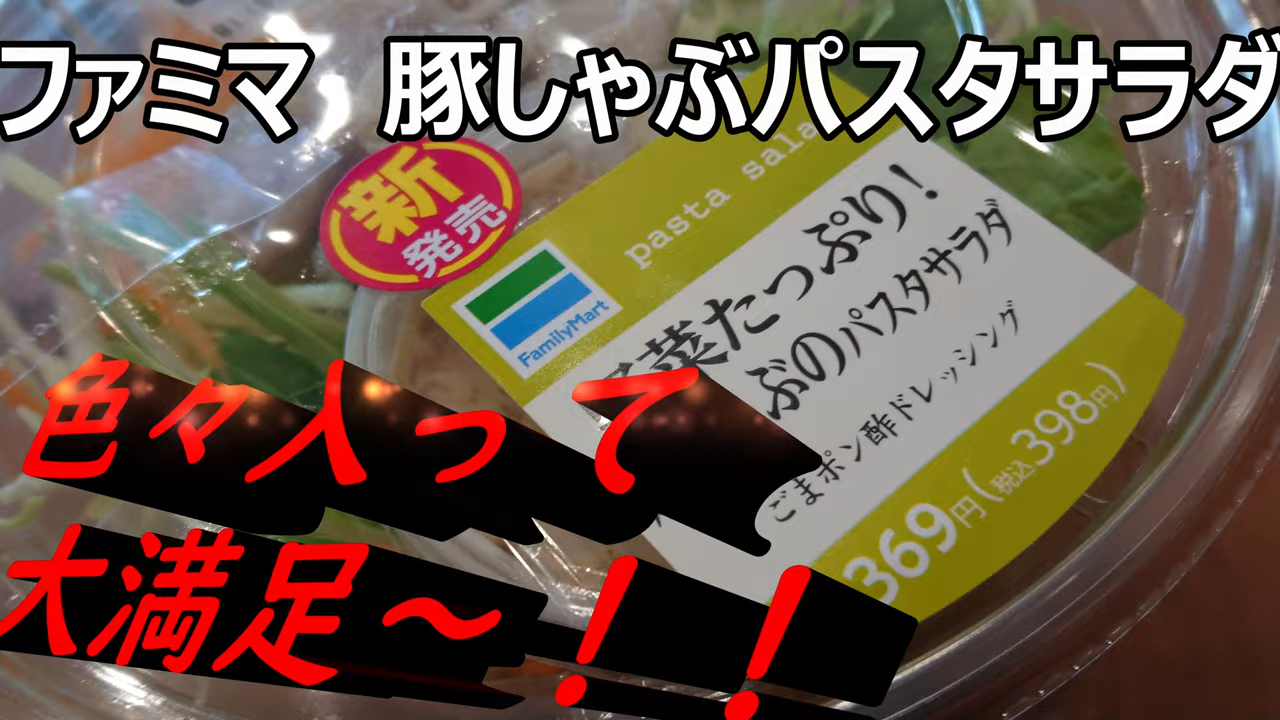 ファミマ　豚しゃぶパスタサラダ
新
発売
pasta sala
FamilyMart
菜たっぷり!
ぶのパスタサラダ
ごまポン酢ドレッシング
369円(税込398円)
色々入って
大満足～！！